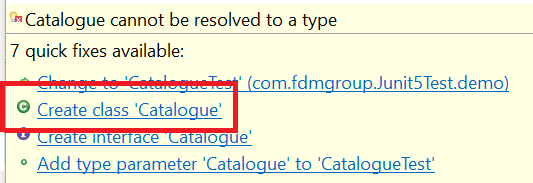 Catalogue cannot be resolved to a type
7 quick fixes available:
Change to 'CatalogueTest' (com.fdmgroup.Junit5Test.demo)
Create class 'Catalogue'
Create interface 'Catalogue'
Add type parameter 'Catalogue' to 'CatalogueTest'